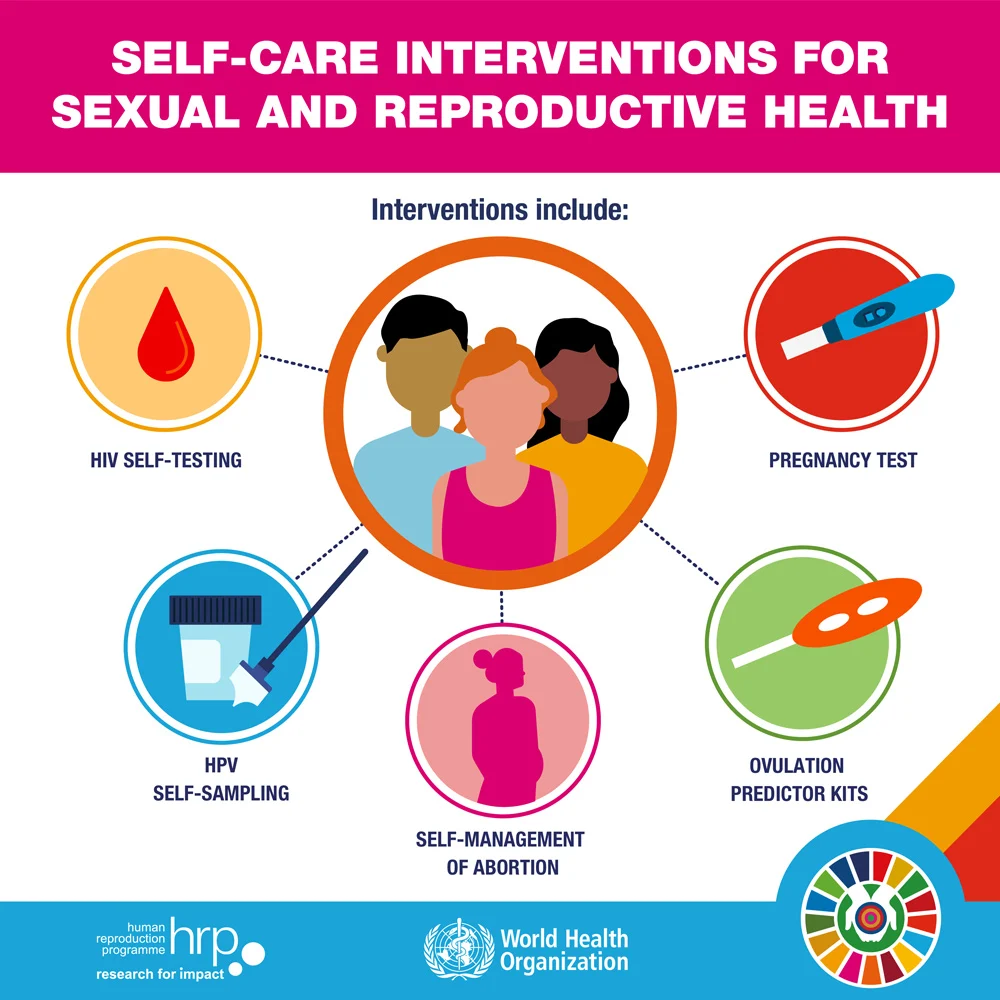 SELF-CARE INTERVENTIONS FOR
SEXUAL AND REPRODUCTIVE HEALTH
Interventions include:
HIV SELF-TESTING
PREGNANCY TEST
HPV
SELF-SAMPLING
OVULATION
PREDICTOR KITS
SELF-MANAGEMENT
OF ABORTION
human
reproduction
programme
hrp
research for impact
World Health
Organization